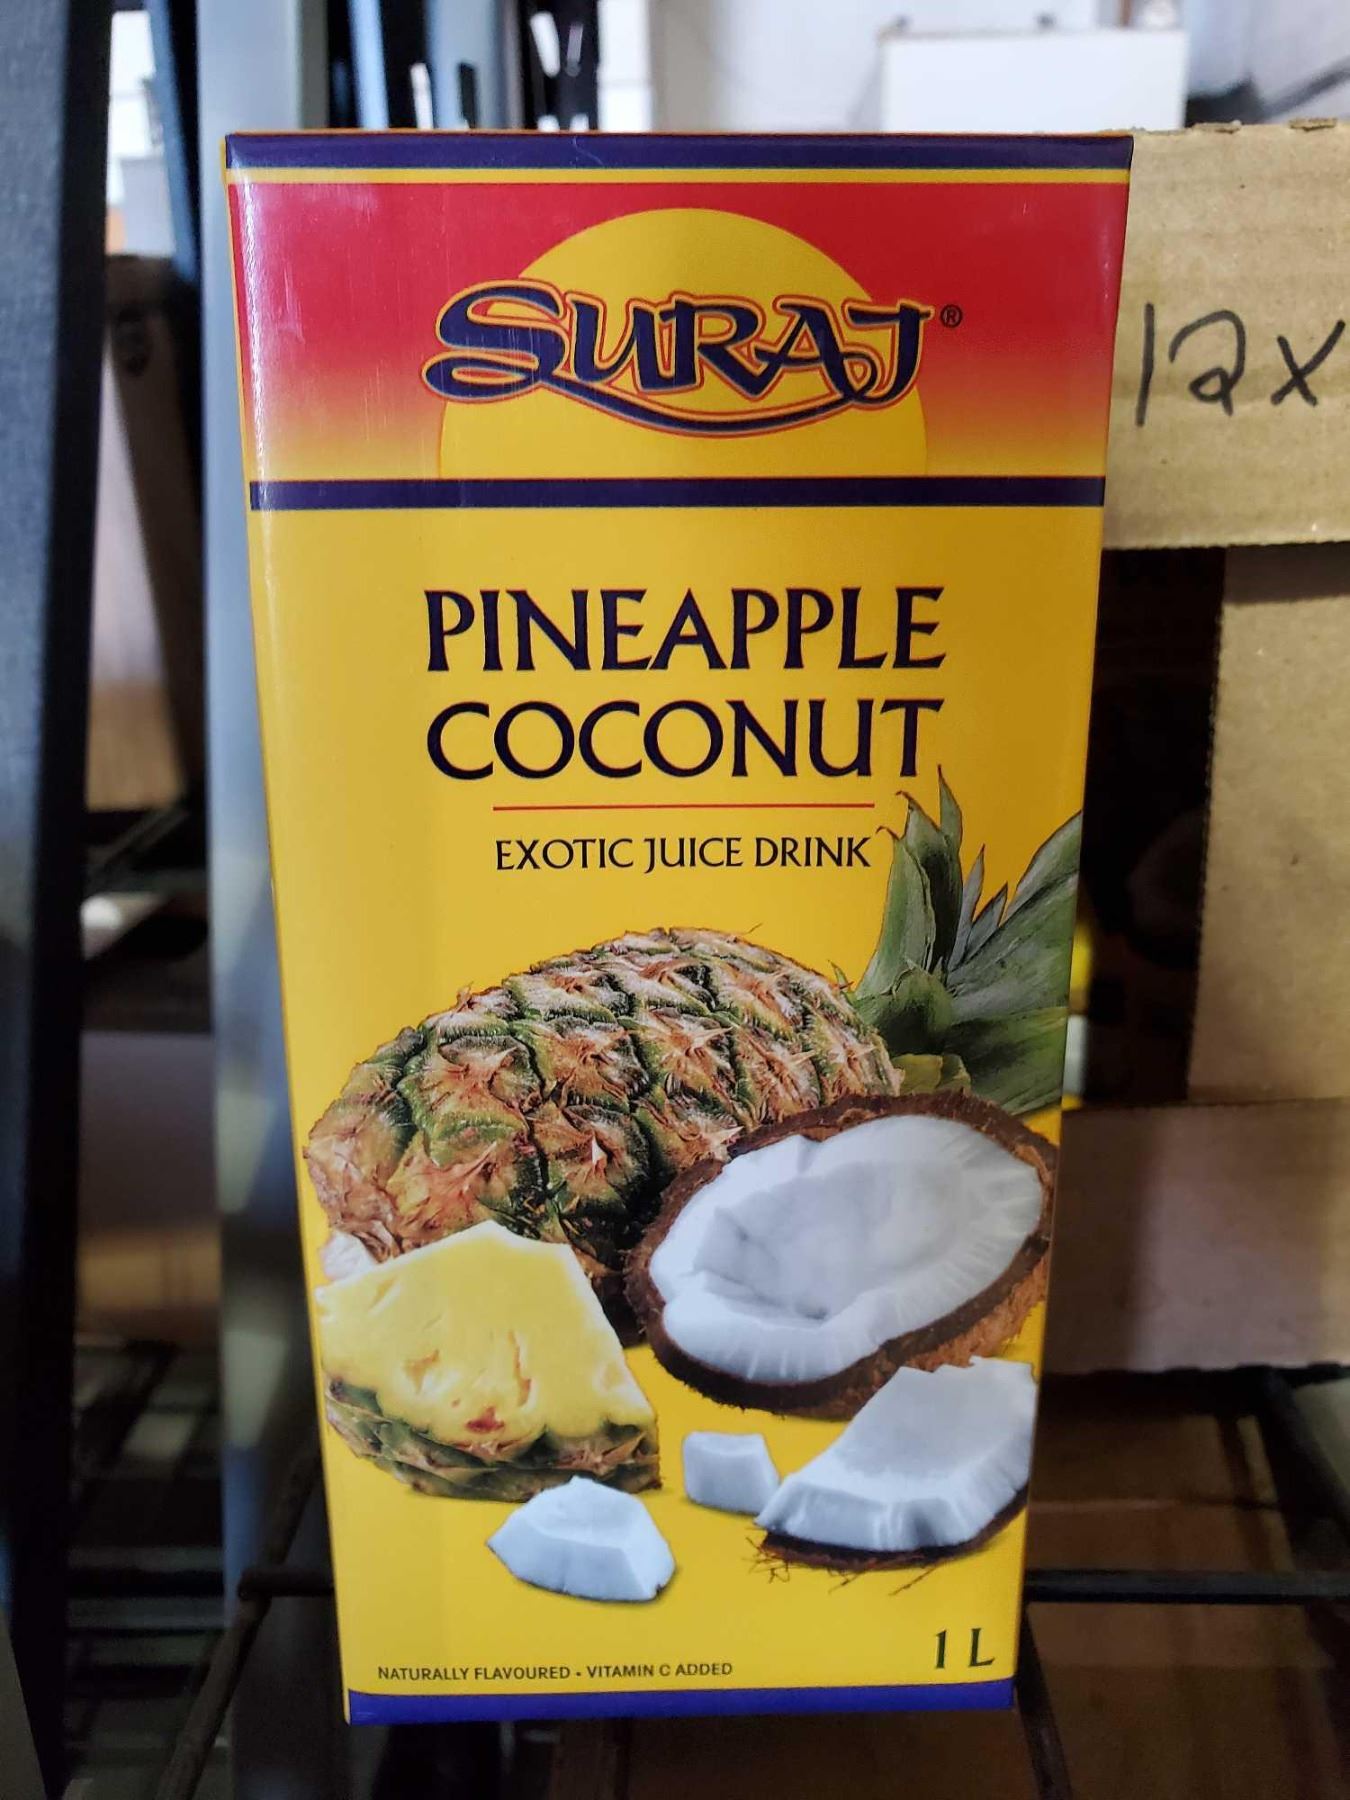 SURAJ®
12x
PINEAPPLE
COCONUT
EXOTIC JUICE DRINK
1 L
NATURALLY FLAVOURED • VITAMIN C ADDED